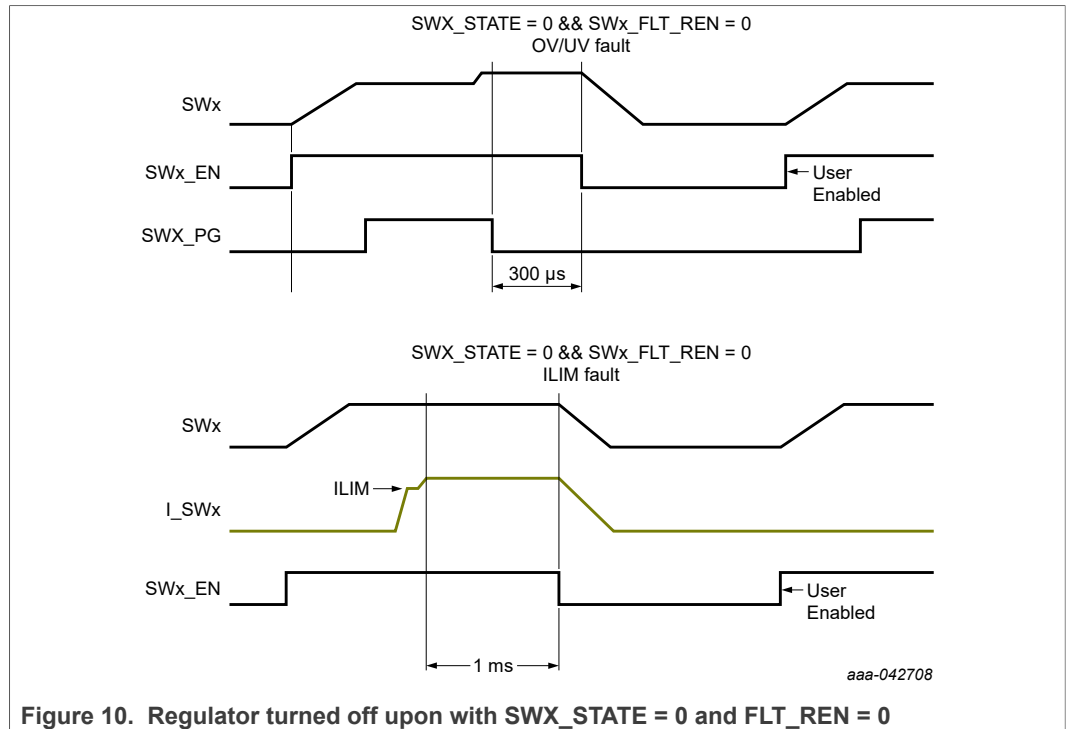 SWX_STATE = 0 && SWx_FLT_REN = 0
OV/UV fault
SWx
SWx_EN
User
Enabled
SWX_PG
300 µs
SWX_STATE = 0 && SWx_FLT_REN = 0
ILIM fault
SWx
ILIM
I_SWx
SWx_EN
User
Enabled
1 ms
aaa-042708
Figure 10. Regulator turned off upon with SWX_STATE = 0 and FLT_REN = 0